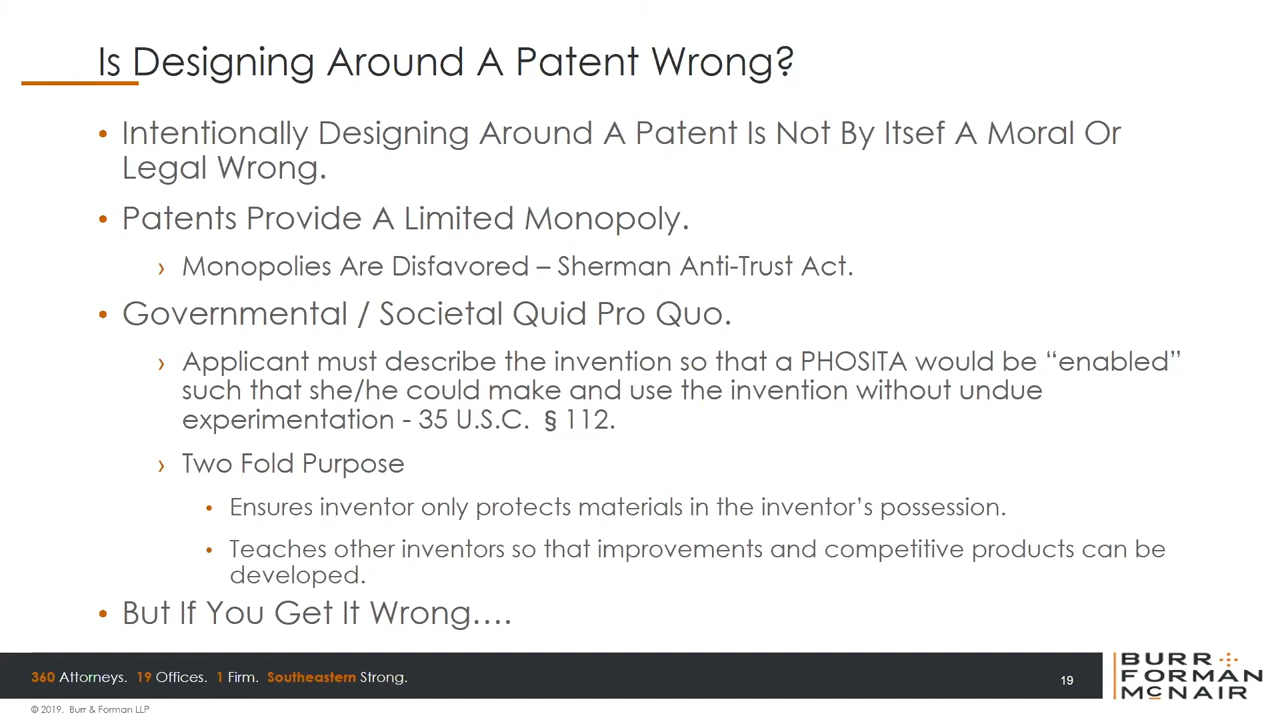 Is Designing Around A Patent Wrong?
• Intentionally Designing Around A Patent Is Not By Itsef A Moral Or
Legal Wrong.
• Patents Provide A Limited Monopoly.
› Monopolies Are Disfavored – Sherman Anti-Trust Act.
• Governmental / Societal Quid Pro Quo.
› Applicant must describe the invention so that a PHOSITA would be “enabled”
such that she/he could make and use the invention without undue
experimentation - 35 U.S.C. § 112.
› Two Fold Purpose
• Ensures inventor only protects materials in the inventor’s possession.
• Teaches other inventors so that improvements and competitive products can be
developed.
• But If You Get It Wrong….
360 Attorneys. 19 Offices. 1 Firm. Southeastern Strong.
19
BURR
FORMAN
MCNAIR
© 2019. Burr & Forman LLP